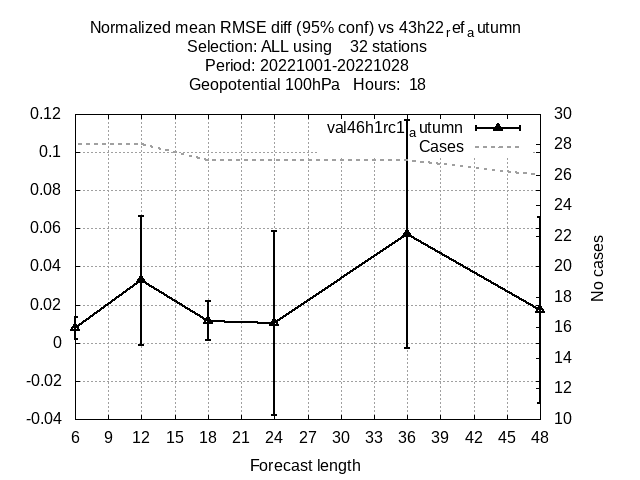 Normalized mean RMSE diff (95% conf) vs 43h22refautumn
Selection: ALL using 32 stations
Period: 20221001-20221028
Geopotential 100hPa Hours: 18
val46h1rc1autumn
Cases
0.12
0.1
0.08
0.06
0.04
0.02
0
-0.02
-0.04
30
28
26
24
22
20
18
16
14
12
10
No cases
6 9 12 15 18 21 24 27 30 33 36 39 42 45 48
Forecast length